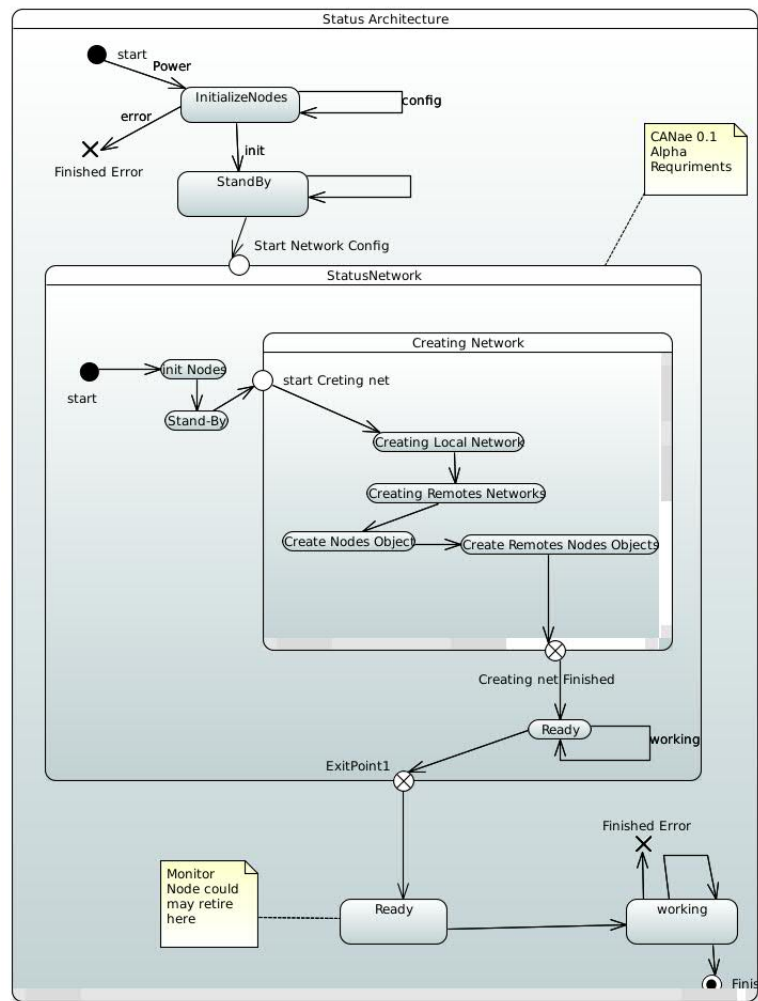 Status Architecture
start
Power
InitializeNodes
config
error
Finished Error
init
CANae 0.1
Alpha
Requriments
StandBy
Start Network Config
StatusNetwork
Creating Network
init Nodes
start
start Creting net
Stand-By
Creating Local Network
Creating Remotes Networks
Create Nodes Object
Create Remotes Nodes Objects
Creating net Finished
Ready
working
ExitPoint1
Finished Error
Monitor
Node could
may retire
here
Ready
working